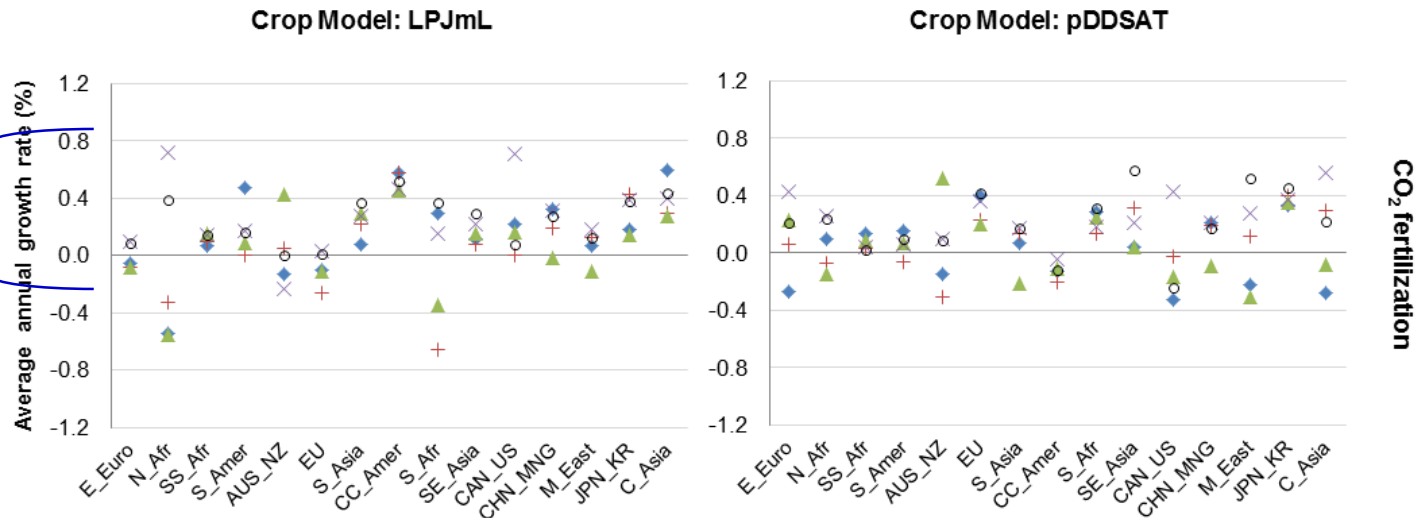 Crop Model: LPJmL
Average annual growth rate (%)
1.2
0.8
0.4
0.0
-0.4
-0.8
-1.2
E_Euro
N_Afr
SS_Afr
S_Amer
AUS_NZ
EU
S_Asia
CC_Amer
S_Afr
SE_Asia
CAN_US
CHN_MNG
M_East
JPN_KR
C_Asia
Crop Model: pDDSAT
1.2
0.8
0.4
0.0
-0.4
-0.8
-1.2
E_Euro
N_Afr
SS_Afr
S_Amer
AUS_NZ
EU
S_Asia
CC_Amer
S_Afr
SE_Asia
CAN_US
CHN_MNG
M_East
JPN_KR
C_Asia
CO₂ fertilization